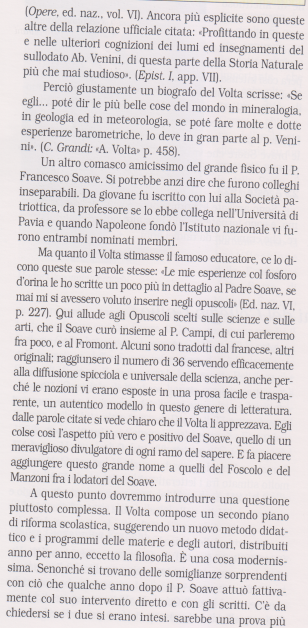 (Opere, ed. naz., vol. VI). Ancora più esplicite sono queste
altre della relazione ufficiale citata: «Profittando in queste
e nelle ulteriori cognizioni dei lumi ed insegnamenti del
sullodato Ab. Venini, di questa parte della Storia Naturale
più che mai studioso». (Epist. I, app. VII).
Perciò giustamente un biografo del Volta scrisse: «Se
egli... poté dir le più belle cose del mondo in mineralogia,
in geologia ed in meteorologia, se poté fare molte e dotte
esperienze barometriche, lo deve in gran parte al p. Veni-
ni». (C. Grandi: «A. Volta» p. 458).
Un altro comasco amicissimo del grande fisico fu il P.
Francesco Soave. Si potrebbe anzi dire che furono colleghi
inseparabili. Da giovane fu iscritto con lui alla Società pa-
triottica, da professore se lo ebbe collega nell'Università di
Pavia e quando Napoleone fondò l'Istituto nazionale vi fu-
rono entrambi nominati membri.
Ma quanto il Volta stimasse il famoso educatore, ce lo di-
cono queste sue parole stesse: «Le mie esperienze col fosforo
d'orina le ho scritte un poco più in dettaglio al Padre Soave, se
mai mi si avessero voluto inserire negli opuscoli» (Ed. naz. VI,
p. 227). Qui allude agli Opuscoli scelti sulle scienze e sulle
arti, che il Soave curò insieme al P. Campi, di cui parleremo
fra poco, e al Fromont. Alcuni sono tradotti dal francese, altri
originali; raggiunsero il numero di 36 servendo efficacemente
alla diffusione spicciola e universale della scienza, anche per-
ché le nozioni vi erano esposte in una prosa facile e traspa-
rente, un autentico modello in questo genere di letteratura.
dalle parole citate si vede chiaro che il Volta li apprezzava. Egli
colse così l'aspetto più vero e positivo del Soave, quello di un
meraviglioso divulgatore di ogni ramo del sapere. E fa piacere
aggiungere questo grande nome a quelli del Foscolo e del
Manzoni fra i lodatori del Soave.
A questo punto dovremmo introdurre una questione
piuttosto complessa. Il Volta compose un secondo piano
di riforma scolastica, suggerendo un nuovo metodo didat-
tico e i programmi delle materie e degli autori, distribuiti
anno per anno, eccetto la filosofia. È una cosa modernis-
sima. Senonché si trovano delle somiglianze sorprendenti
con ciò che qualche anno dopo il P. Soave attuò fattiva-
mente col suo intervento diretto e con gli scritti. C'è da
chiedersi se i due si erano intesi. sarebbe una prova più